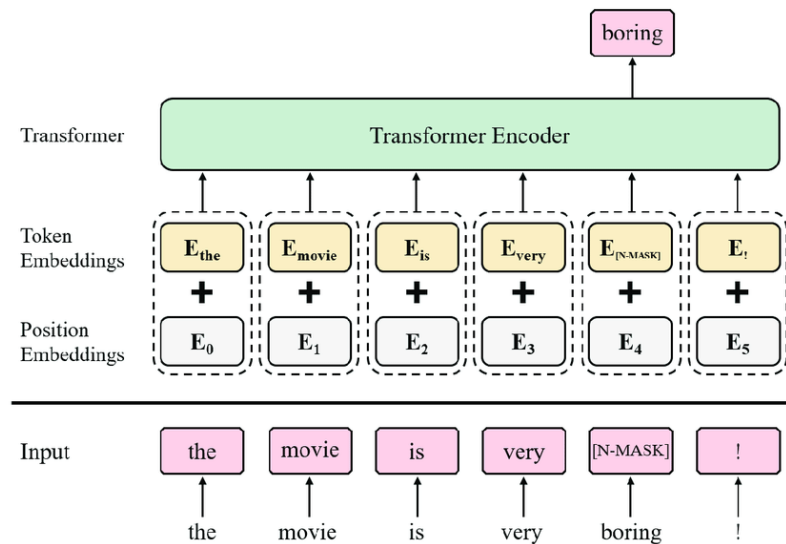 boring
Transformer
Transformer Encoder
Token Embeddings
E_the E_movie E_is E_very E_[N-MASK] E_!
+ + + + + +
Position Embeddings
E_0 E_1 E_2 E_3 E_4 E_5
Input
the movie is very [N-MASK] !
the movie is very boring !